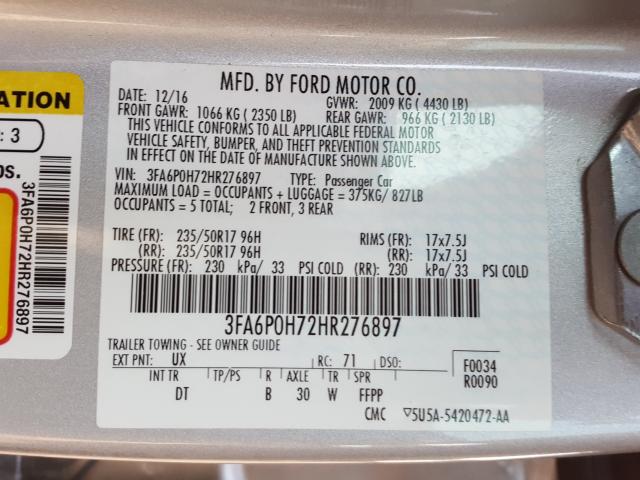 MFD. BY FORD MOTOR CO.
DATE: 12/16 GVWR: 2009 KG (4430 LB)
FRONT GAWR: 1066 KG (2350 LB) REAR GAWR: 966 KG (2130 LB)
THIS VEHICLE CONFORMS TO ALL APPLICABLE FEDERAL MOTOR
VEHICLE SAFETY, BUMPER, AND THEFT PREVENTION STANDARDS
IN EFFECT ON THE DATE OF MANUFACTURE SHOWN ABOVE.
VIN: 3FA6P0H72HR276897 TYPE: Passenger Car
MAXIMUM LOAD = OCCUPANTS + LUGGAGE = 375KG/ 827LB
OCCUPANTS = 5 TOTAL; 2 FRONT, 3 REAR
TIRE (FR): 235/50R17 96H RIMS (FR): 17x7.5J
(RR): 235/50R17 96H (RR): 17x7.5J
PRESSURE (FR): 230 kPa/ 33 PSI COLD (RR): 230 kPa/ 33 PSI COLD
3FA6P0H72HR276897
TRAILER TOWING - SEE OWNER GUIDE
EXT PNT: UX RC: 71 DSO: F0034
R0090
INT TR TP/PS R AXLE TR SPR
DT B 30 W FFPP
CMC ▽5U5A-5420472-AA
ATION
: 3
OS.
3FA6P0H72HR276897